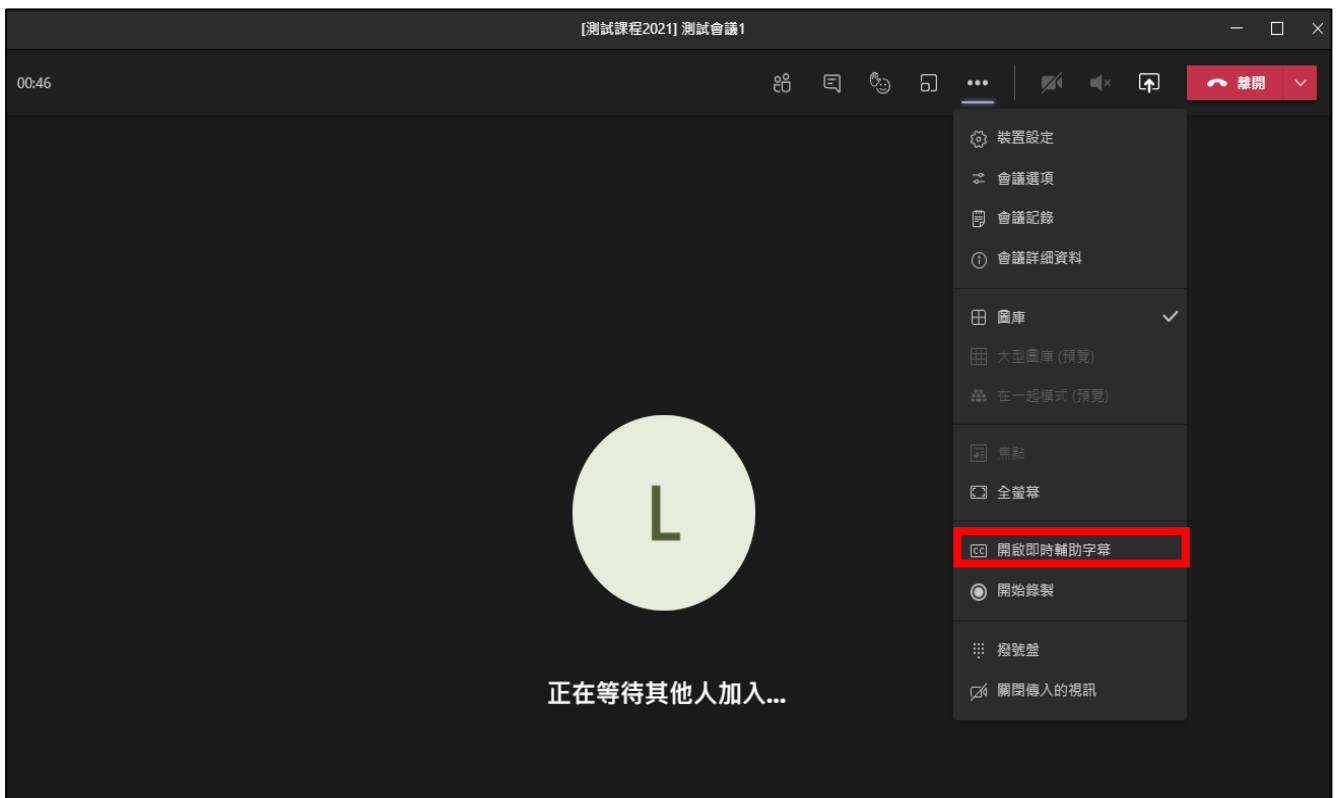 [測試課程2021] 測試會議1
00:46
離開
裝置設定
會議選項
會議記錄
會議詳細資料
圖庫
大型圖庫 (預覽)
在一起模式 (預覽)
焦點
全螢幕
CC 開啟即時輔助字幕
開始錄製
撥號盤
關閉傳入的視訊
L
正在等待其他人加入...